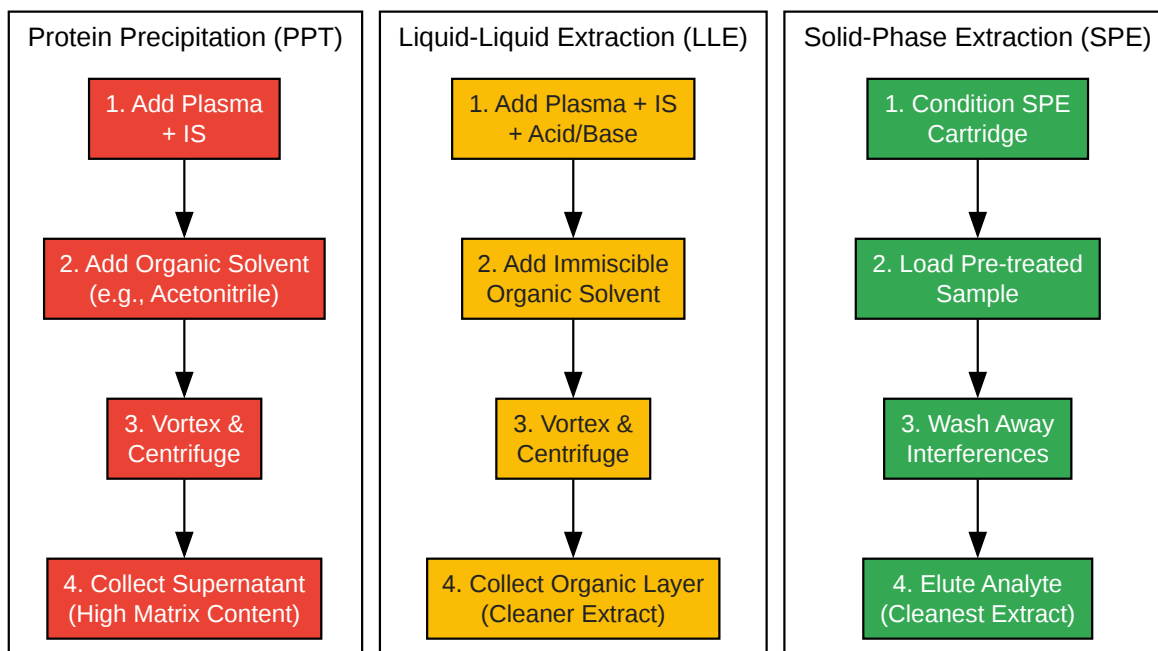 Protein Precipitation (PPT)
1. Add Plasma
+ IS
2. Add Organic Solvent
(e.g., Acetonitrile)
3. Vortex &
Centrifuge
4. Collect Supernatant
(High Matrix Content)
Liquid-Liquid Extraction (LLE)
1. Add Plasma + IS
+ Acid/Base
2. Add Immiscible
Organic Solvent
3. Vortex &
Centrifuge
4. Collect Organic Layer
(Cleaner Extract)
Solid-Phase Extraction (SPE)
1. Condition SPE
Cartridge
2. Load Pre-treated
Sample
3. Wash Away
Interferences
4. Elute Analyte
(Cleanest Extract)